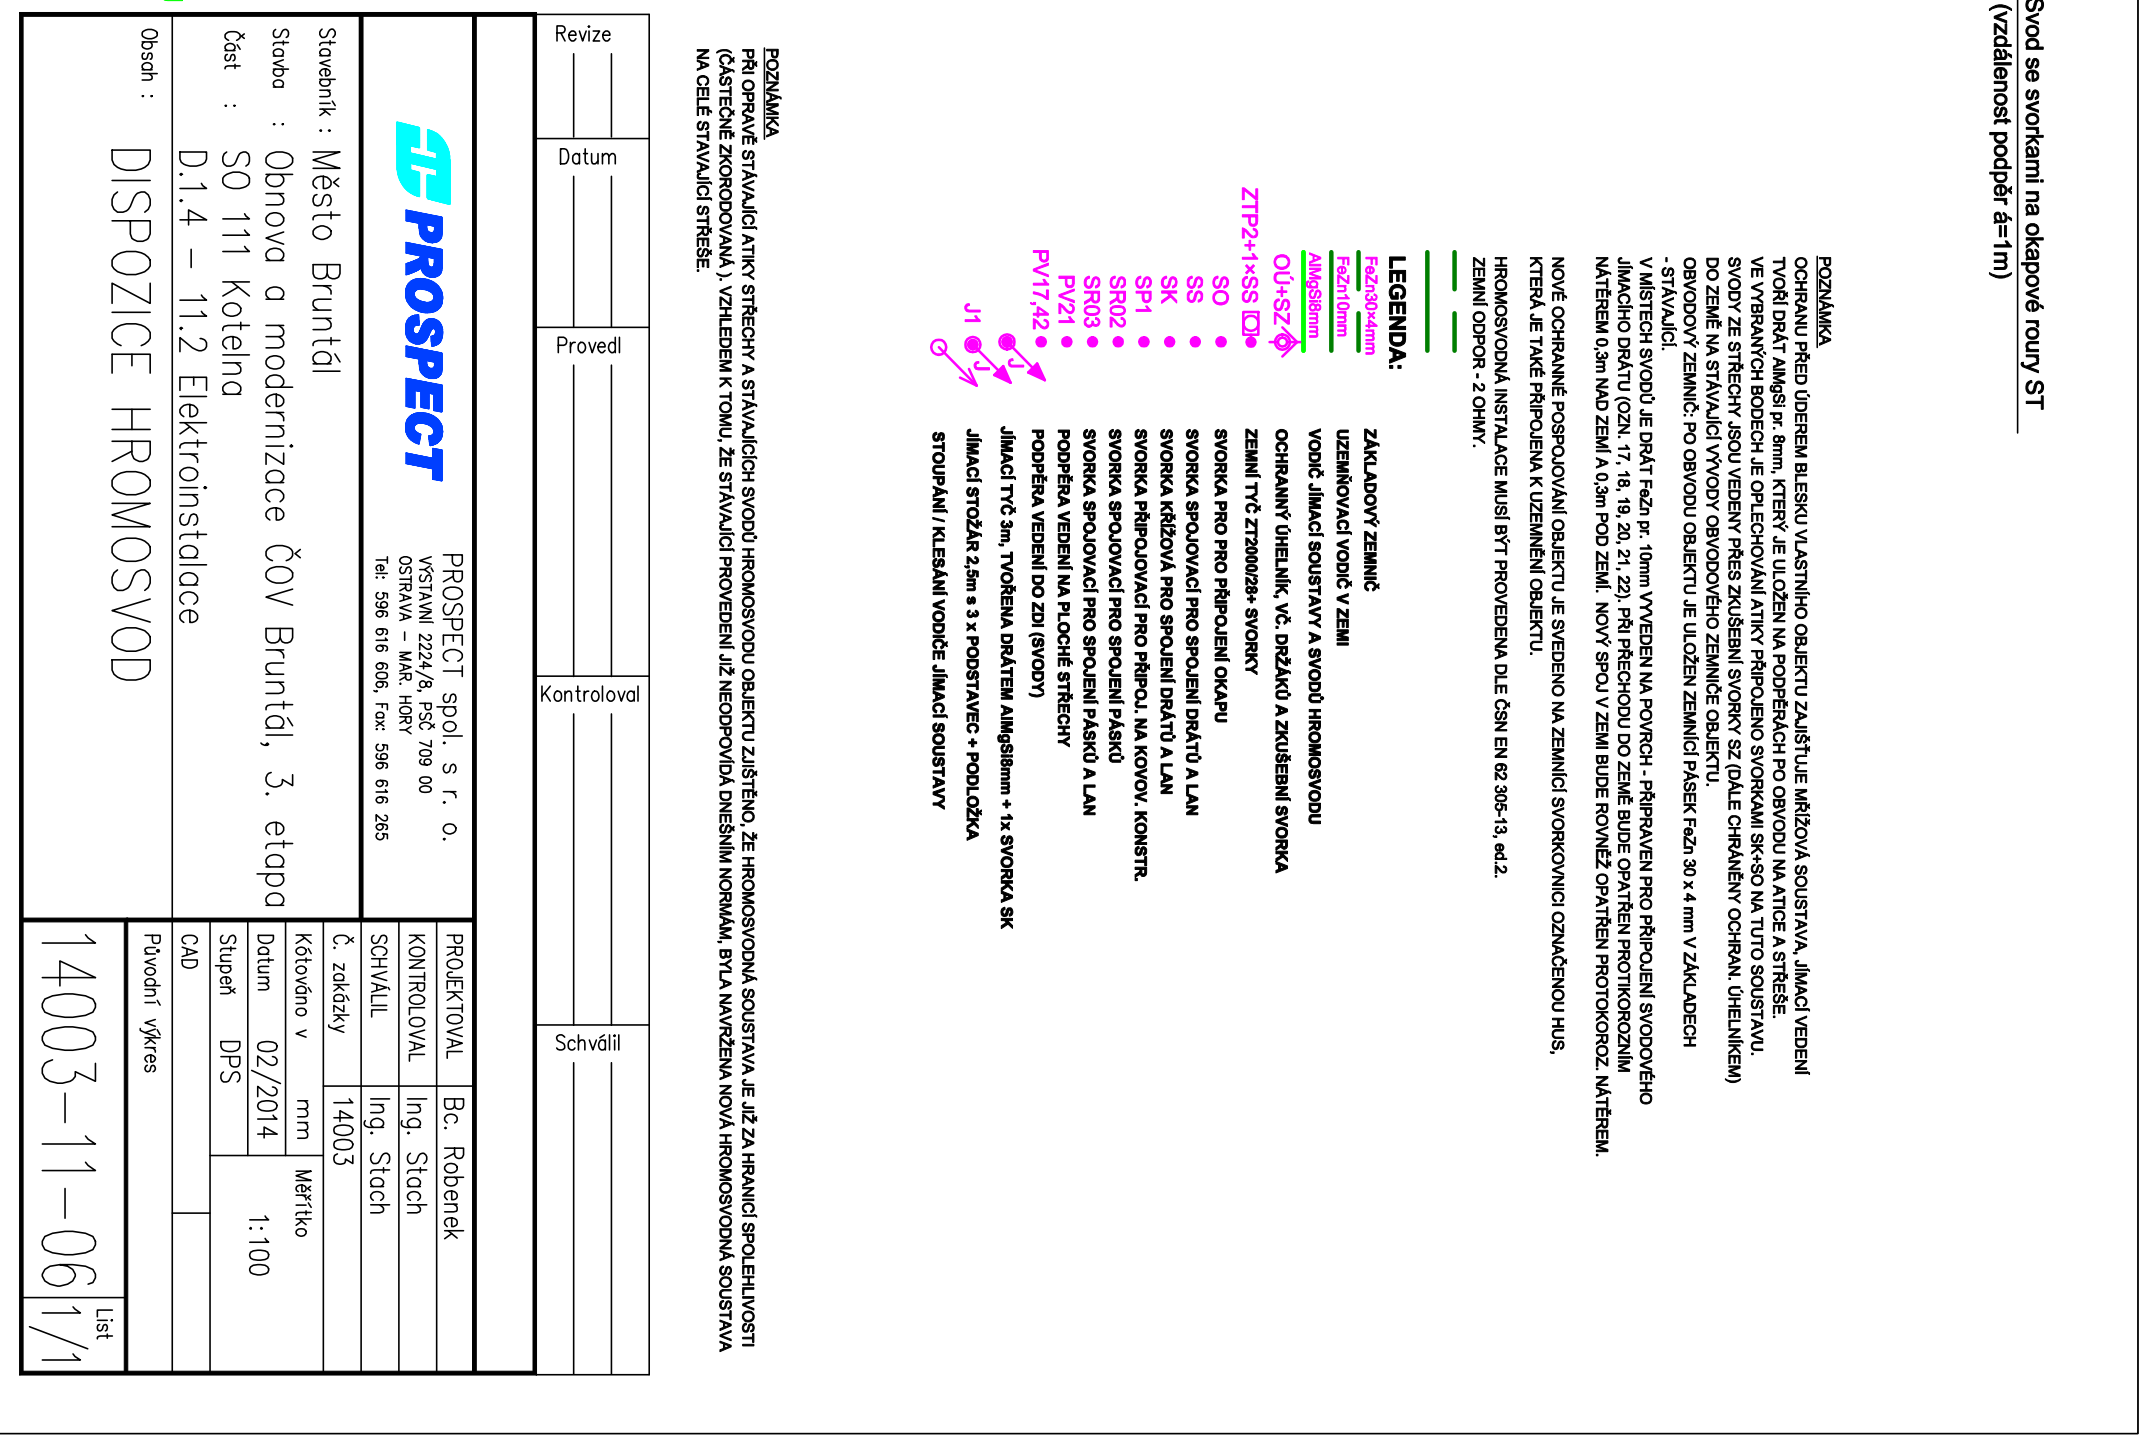 Svod se svorkami na okapové roury ST
(vzdálenost podpěr á=1m)
POZNÁMKA
OCHRANU PŘED ÚDEREM BLESKU VLASTNÍHO OBJEKTU ZAJIŠŤUJE MŘÍŽOVÁ SOUSTAVA, JÍMACÍ VEDENÍ
TVOŘÍ DRÁT AlMgSi pr. 8mm, KTERÝ JE ULOŽEN NA PODPĚRÁCH PO OBVODU NA ATICE A STŘEŠE.
VE VYBRANÝCH BODECH JE OPLECHOVÁNÍ ATIKY PŘIPOJENO SVORKAMI SK+SO NA TUTO SOUSTAVU.
SVODY ZE STŘECHY JSOU VEDENY PŘES ZKUŠEBNÍ SVORKY SZ (DÁLE CHRÁNĚNY OCHRAN. ÚHELNÍKEM)
DO ZEMĚ NA STÁVAJÍCÍ VÝVODY OBVODOVÉHO ZEMNIČE OBJEKTU.
OBVODOVÝ ZEMNIČ: PO OBVODU OBJEKTU JE ULOŽEN ZEMNÍCÍ PÁSEK FeZn 30 x 4 mm V ZÁKLADECH
- STÁVAJÍCÍ.
V MÍSTECH SVODŮ JE DRÁT FeZn pr. 10mm VYVEDEN NA POVRCH - PŘIPRAVEN PRO PŘIPOJENÍ SVODOVÉHO
JÍMACÍHO DRÁTU (OZN. 17, 18, 19, 20, 21, 22). PŘI PŘECHODU DO ZEMĚ BUDE OPATŘEN PROTIKOROZNÍM
NÁTĚREM 0,3m NAD ZEMÍ A 0,3m POD ZEMÍ. NOVÝ SPOJ V ZEMI BUDE ROVNĚŽ OPATŘEN PROTOKOROZ. NÁTĚREM.
NOVÉ OCHRANNÉ POSPOJOVÁNÍ OBJEKTU JE SVEDENO NA ZEMNÍCÍ SVORKOVNICI OZNAČENOU HUS,
KTERÁ JE TAKÉ PŘIPOJENA K UZEMNĚNÍ OBJEKTU.
HROMOSVODNÁ INSTALACE MUSÍ BÝT PROVEDENA DLE ČSN EN 62 305-13, ed.2.
ZEMNÍ ODPOR - 2 OHMY.
LEGENDA:
FeZn30×4mm ZÁKLADOVÝ ZEMNIČ
FeZn10mm UZEMŇOVACÍ VODIČ V ZEMI
AlMgSi8mm VODIČ JÍMACÍ SOUSTAVY A SVODŮ HROMOSVODU
OÚ+SZ OCHRANNÝ ÚHELNÍK, VČ. DRŽÁKŮ A ZKUŠEBNÍ SVORKA
ZTP2+1×SS ZEMNÍ TYČ ZT2000/28+ SVORKY
SO SVORKA PRO PRO PŘIPOJENÍ OKAPU
SS SVORKA SPOJOVACÍ PRO SPOJENÍ DRÁTŮ A LAN
SK SVORKA KŘÍŽOVÁ PRO SPOJENÍ DRÁTŮ A LAN
SP1 SVORKA PŘIPOJOVACÍ PRO PŘIPOJ. NA KOVOV. KONSTR.
SR02 SVORKA SPOJOVACÍ PRO SPOJENÍ PÁSKŮ
SR03 SVORKA SPOJOVACÍ PRO SPOJENÍ PÁSKŮ A LAN
PV21 PODPĚRA VEDENÍ NA PLOCHÉ STŘECHY
PV17,42 PODPĚRA VEDENÍ DO ZDI (SVODY)
J JÍMACÍ TYČ 3m, TVOŘENA DRÁTEM AlMgSi8mm + 1x SVORKA SK
J1 J JÍMACÍ STOŽÁR 2,5m s 3 x PODSTAVEC + PODLOŽKA
STOUPÁNÍ / KLESÁNÍ VODIČE JÍMACÍ SOUSTAVY
POZNÁMKA
PŘI OPRAVĚ STÁVAJÍCÍ ATIKY STŘECHY A STÁVAJÍCÍCH SVODŮ HROMOSVODU OBJEKTU ZJIŠTĚNO, ŽE HROMOSVODNÁ SOUSTAVA JE JIŽ ZA HRANICÍ SPOLEHLIVOSTI
(ČÁSTEČNĚ ZKORODOVANÁ ). VZHLEDEM K TOMU, ŽE STÁVAJÍCÍ PROVEDENÍ JIŽ NEODPOVÍDÁ DNEŠNÍM NORMÁM, BYLA NAVRŽENA NOVÁ HROMOSVODNÁ SOUSTAVA
NA CELÉ STAVAJÍCÍ STŘEŠE.
Revize Datum Provedl Kontroloval Schválil
PROSPECT
PROSPECT spol. s r. o.
VÝSTAVNÍ 2224/8, PSČ 709 00
OSTRAVA – MAR. HORY
Tel: 596 616 606, Fax: 596 616 265
Stavebník : Město Bruntál
Stavba : Obnova a modernizace ČOV Bruntál, 3. etapa
Část : SO 111 Kotelna
D.1.4 – 11.2 Elektroinstalace
Obsah : DISPOZICE HROMOSVOD
PROJEKTOVAL Bc. Robenek
KONTROLOVAL Ing. Stach
SCHVÁLIL Ing. Stach
Č. zakázky 14003
Kótováno v mm Měřítko
Datum 02/2014 1:100
Stupeň DPS
CAD
Původní výkres
List
14003–11–06 1/1